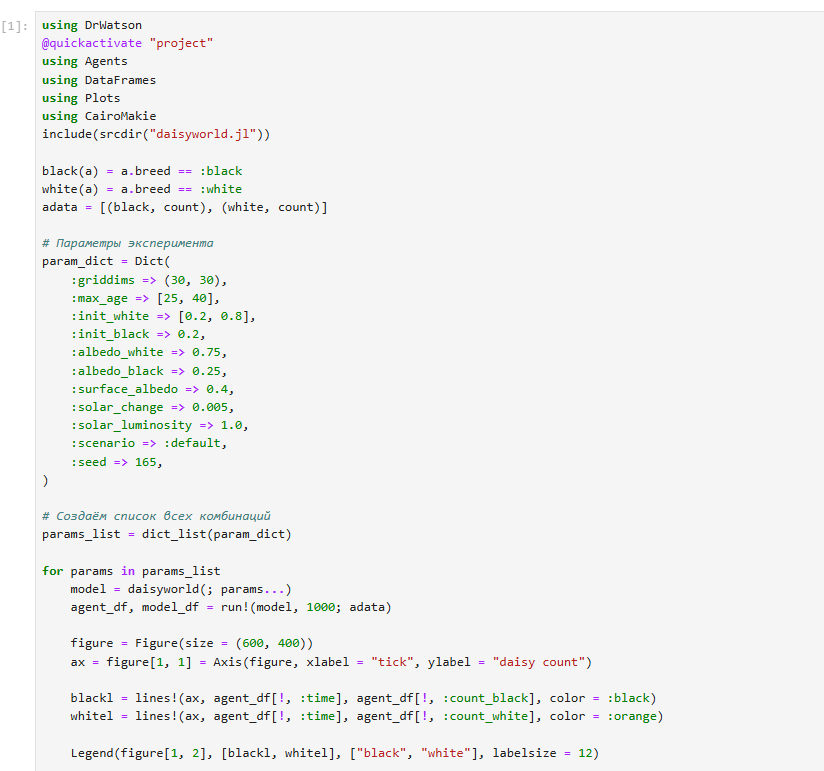 [1]:
using DrWatson
@quickactivate "project"
using Agents
using DataFrames
using Plots
using CairoMakie
include(srcdir("daisyworld.jl"))

black(a) = a.breed == :black
white(a) = a.breed == :white
adata = [(black, count), (white, count)]

# Параметры эксперимента
param_dict = Dict(
    :griddims => (30, 30),
    :max_age => [25, 40],
    :init_white => [0.2, 0.8],
    :init_black => 0.2,
    :albedo_white => 0.75,
    :albedo_black => 0.25,
    :surface_albedo => 0.4,
    :solar_change => 0.005,
    :solar_luminosity => 1.0,
    :scenario => :default,
    :seed => 165,
)

# Создаём список всех комбинаций
params_list = dict_list(param_dict)

for params in params_list
    model = daisyworld(; params...)
    agent_df, model_df = run!(model, 1000; adata)

    figure = Figure(size = (600, 400))
    ax = figure[1, 1] = Axis(figure, xlabel = "tick", ylabel = "daisy count")

    blackl = lines!(ax, agent_df[!, :time], agent_df[!, :count_black], color = :black)
    whitel = lines!(ax, agent_df[!, :time], agent_df[!, :count_white], color = :orange)

    Legend(figure[1, 2], [blackl, whitel], ["black", "white"], labelsize = 12)